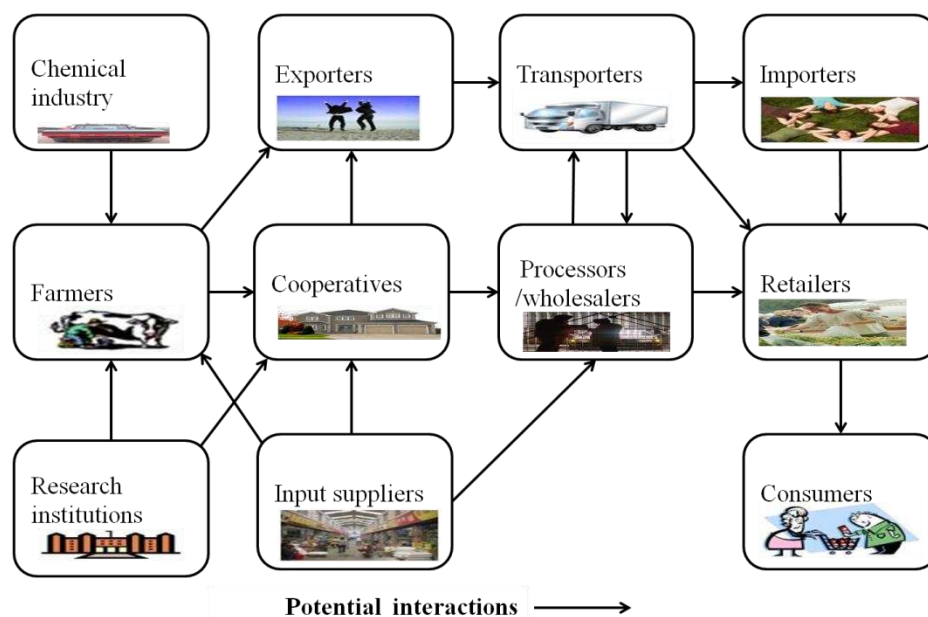 Chemical
industry
Exporters
Transporters
Importers
Farmers
Cooperatives
Processors
/wholesalers
Retailers
Research
institutions
Input suppliers
Consumers
Potential interactions